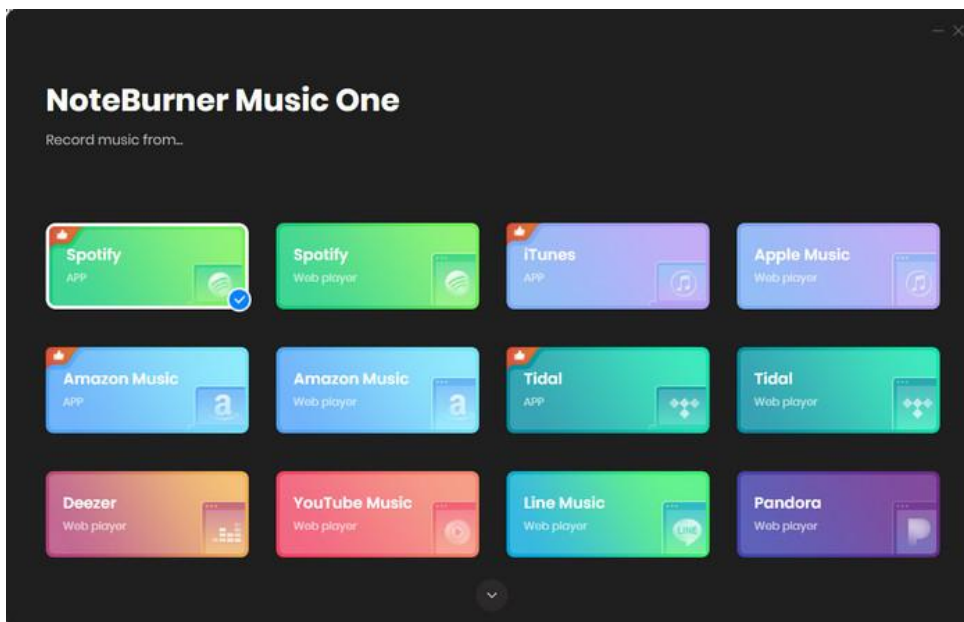 NoteBurner Music One
Record music from...
Spotify
APP
Spotify
Web player
iTunes
APP
Apple Music
Web player
Amazon Music
APP
a
Amazon Music
Web player
a
Tidal
APP
Tidal
Web player
Deezer
Web player
YouTube Music
Web player
Line Music
Web player
LINE
Pandora
Web player